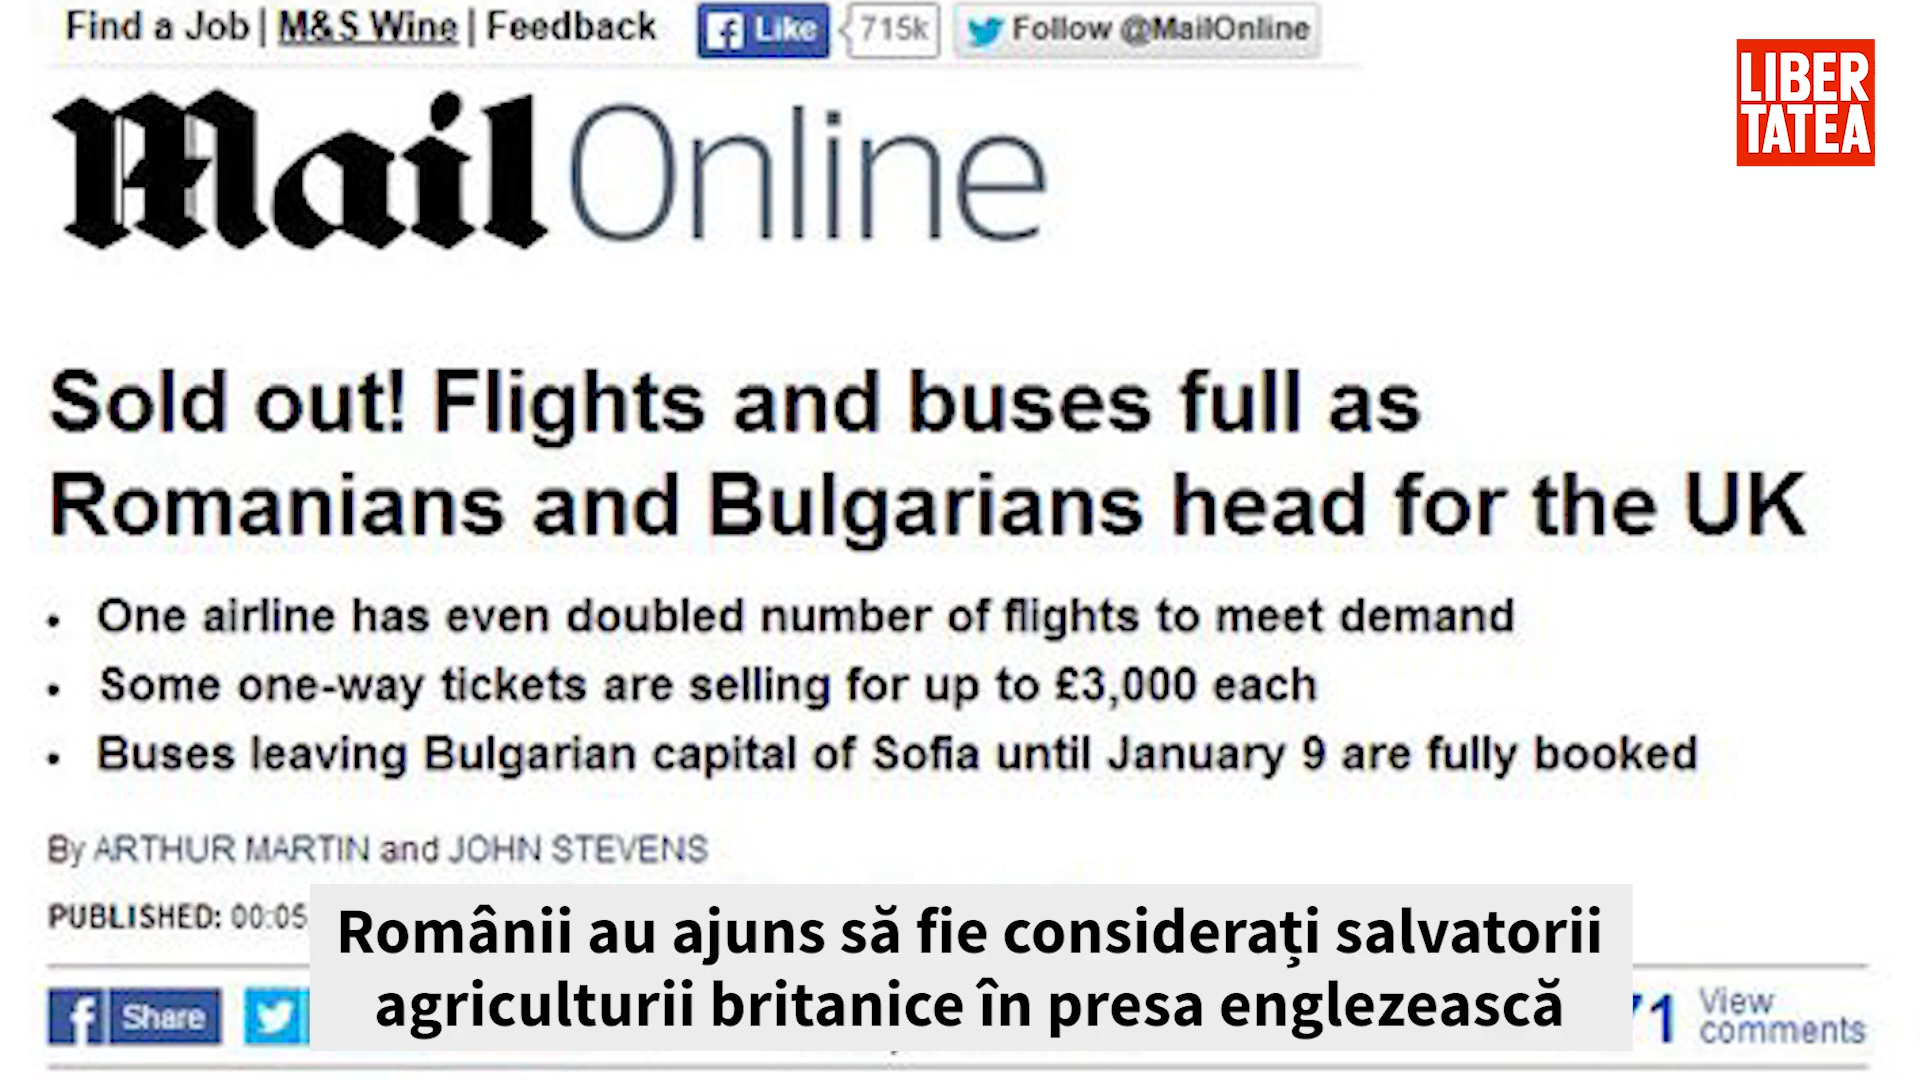 Find a Job | M&S Wine | Feedback
Like
715k
Follow @MailOnline
LIBER
TATEA
Mail Online
Sold out! Flights and buses full as
Romanians and Bulgarians head for the UK
• One airline has even doubled number of flights to meet demand
• Some one-way tickets are selling for up to £3,000 each
• Buses leaving Bulgarian capital of Sofia until January 9 are fully booked
By ARTHUR MARTIN and JOHN STEVENS
PUBLISHED: 00:05
Românii au ajuns să fie considerați salvatorii
agriculturii britanice în presa englezească
Share
1 View
comments